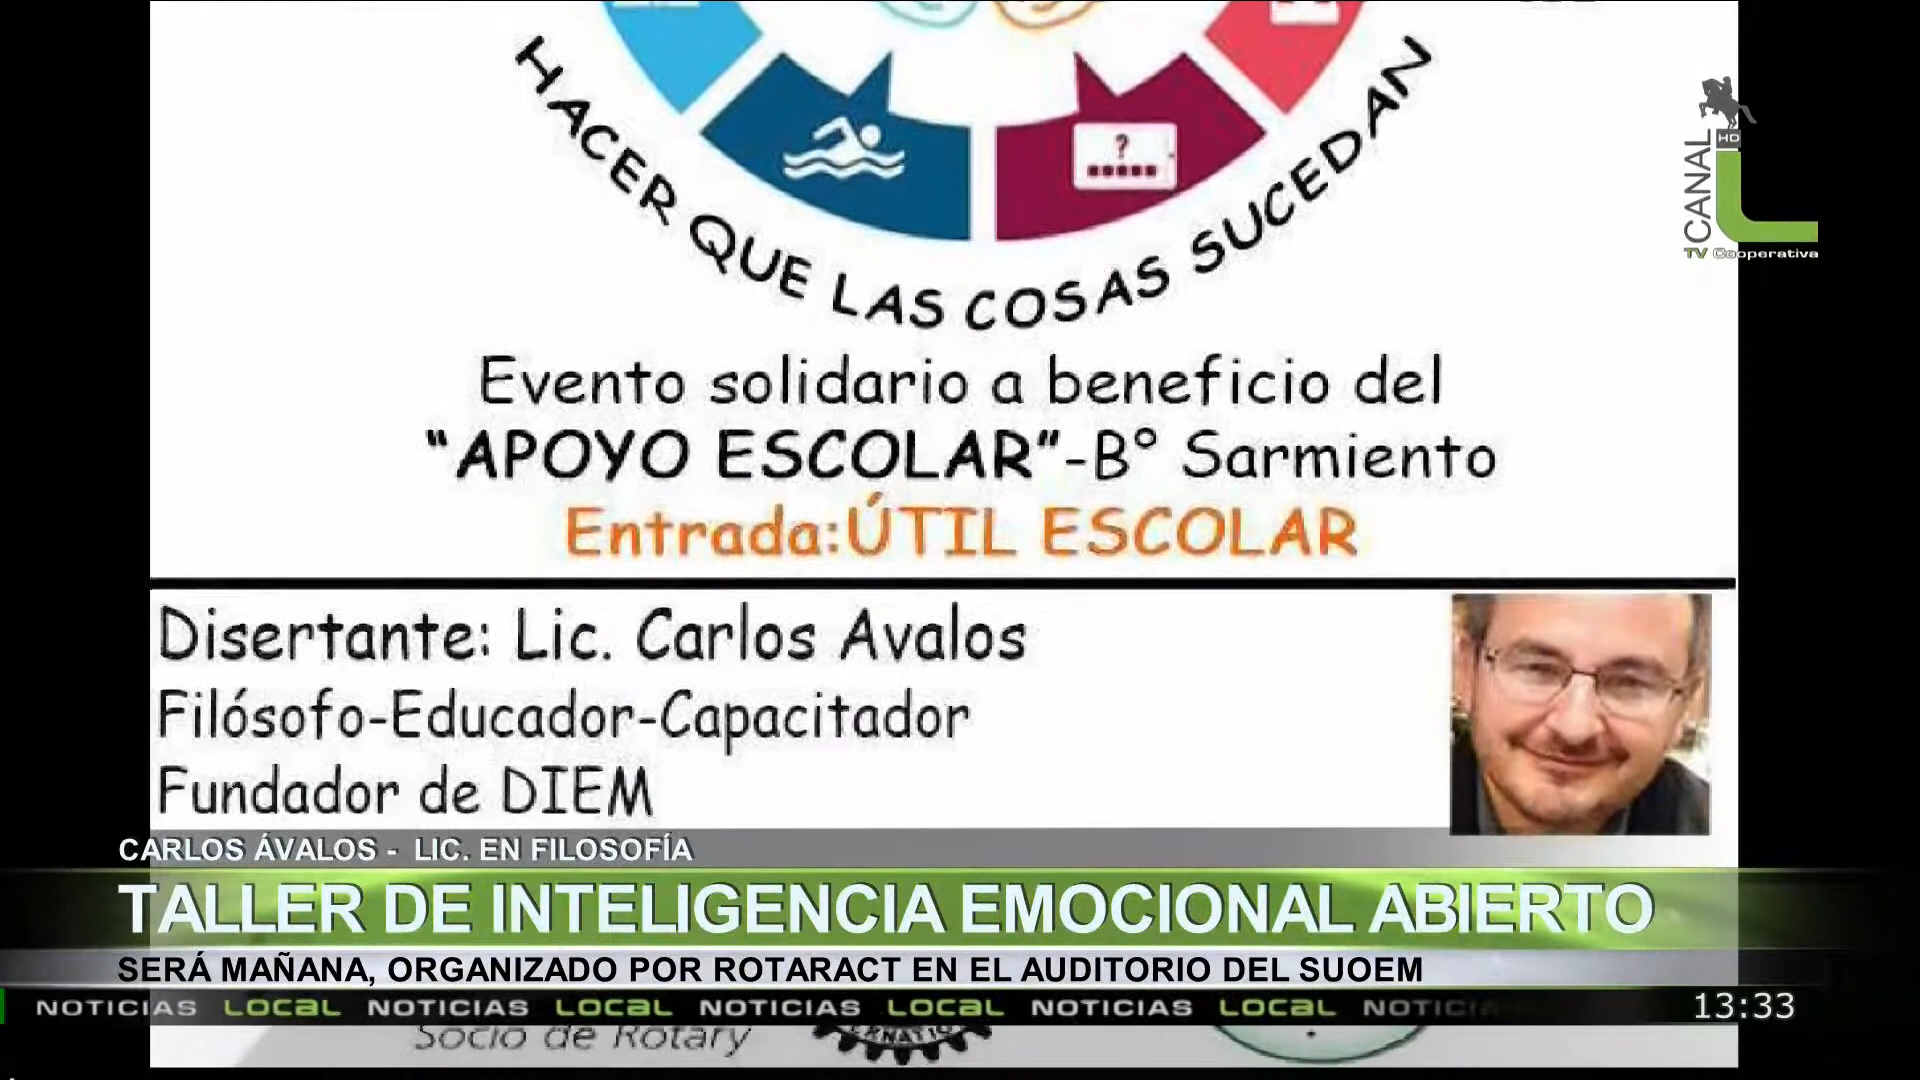 HACER QUE LAS COSAS SUCEDAN
?
CANAL
HD
L
TV Cooperativa
Evento solidario a beneficio del
“APOYO ESCOLAR”-B° Sarmiento
Entrada:ÚTIL ESCOLAR
Disertante: Lic. Carlos Avalos
Filósofo-Educador-Capacitador
Fundador de DIEM
CARLOS ÁVALOS - LIC. EN FILOSOFÍA
TALLER DE INTELIGENCIA EMOCIONAL ABIERTO
SERÁ MAÑANA, ORGANIZADO POR ROTARACT EN EL AUDITORIO DEL SUOEM
NOTICIAS LOCAL NOTICIAS LOCAL NOTICIAS LOCAL NOTICIAS LOCAL NOTICI 13:33
Socio de Rotary